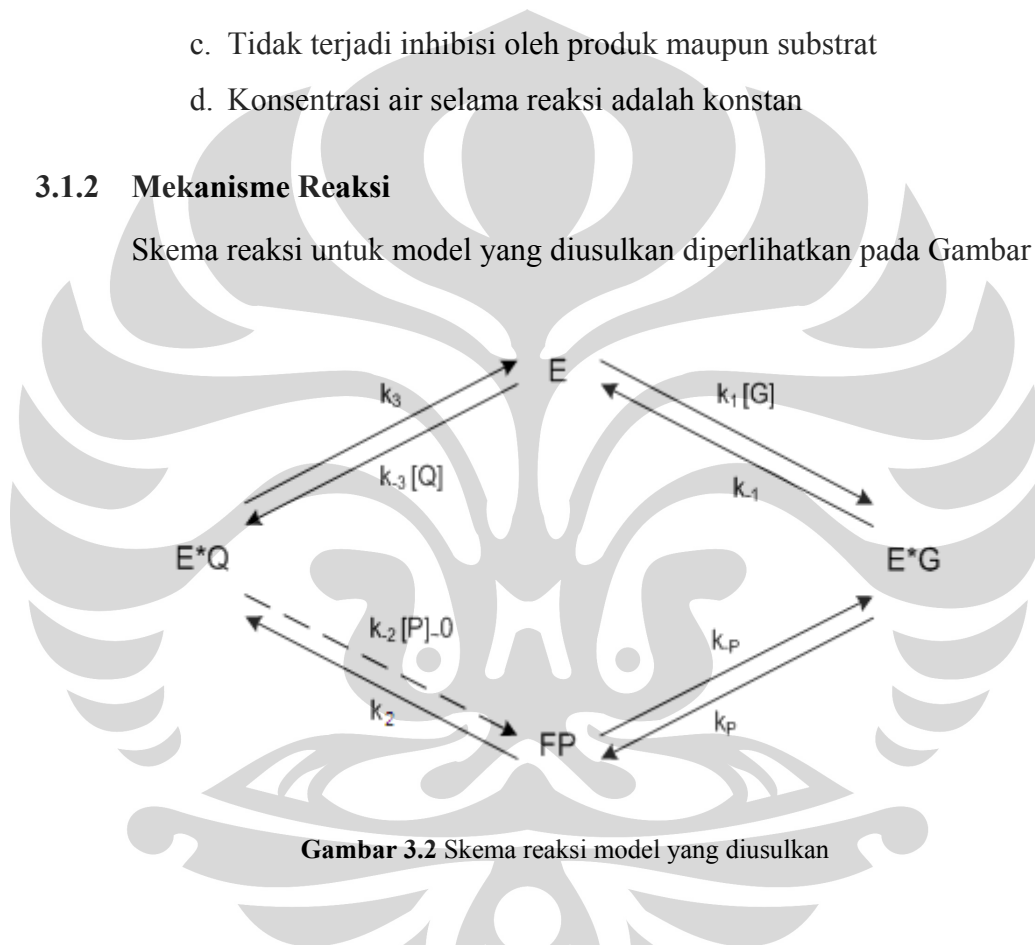 c. Tidak terjadi inhibisi oleh produk maupun substrat
d. Konsentrasi air selama reaksi adalah konstan
3.1.2 Mekanisme Reaksi
Skema reaksi untuk model yang diusulkan diperlihatkan pada Gambar
E
k₃
k₁[G]
k₋₃[Q]
k₋₁
E*Q
E*G
k₋₂[P]₋0
k₋P
k₂
kP
FP
Gambar 3.2 Skema reaksi model yang diusulkan